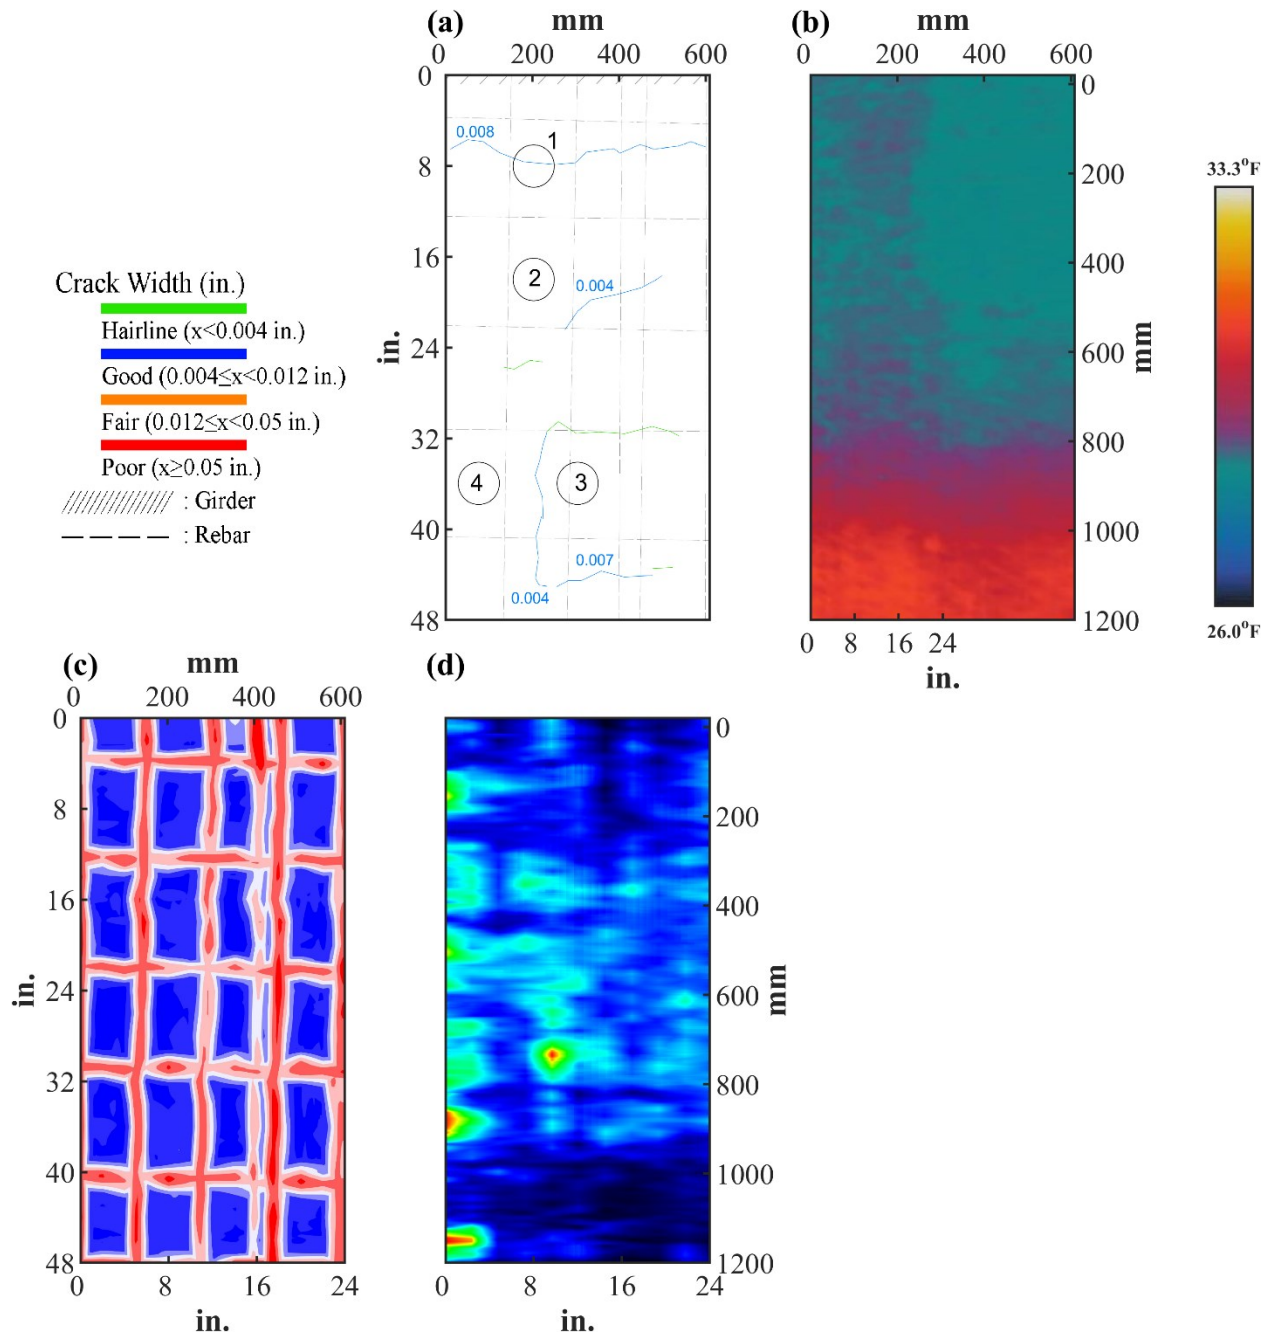 (a) mm
0 200 400 600
0
8
16
24
32
40
48
in.
0.008
1
2
0.004
4
3
0.007
0.004
(b) mm
0 200 400 600
0
200
400
600
800
1000
1200
mm
0 8 16 24
in.
33.3°F
26.0°F
Crack Width (in.)
Hairline (x<0.004 in.)
Good (0.004≤x<0.012 in.)
Fair (0.012≤x<0.05 in.)
Poor (x≥0.05 in.)
: Girder
: Rebar
(c) mm
0 200 400 600
0
8
16
24
32
40
48
in.
0 8 16 24
in.
(d)
0
200
400
600
800
1000
1200
mm
0 8 16 24
in.